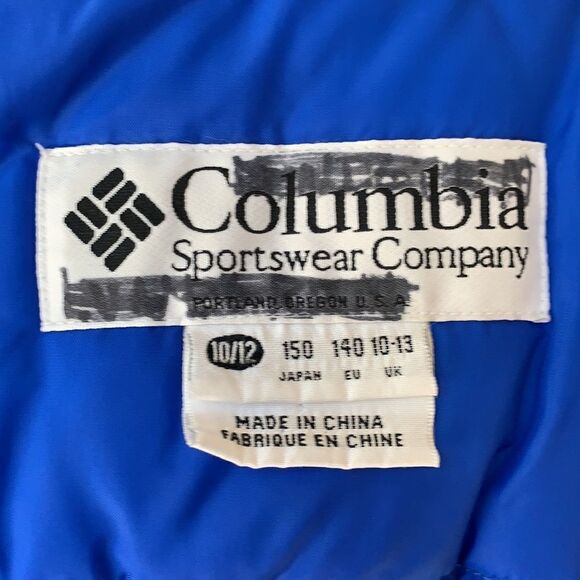 Columbia
Sportswear Company
PORTLAND OREGON U.S.A.
10/12 150 140 10-13
JAPAN EU UK
MADE IN CHINA
FABRIQUE EN CHINE